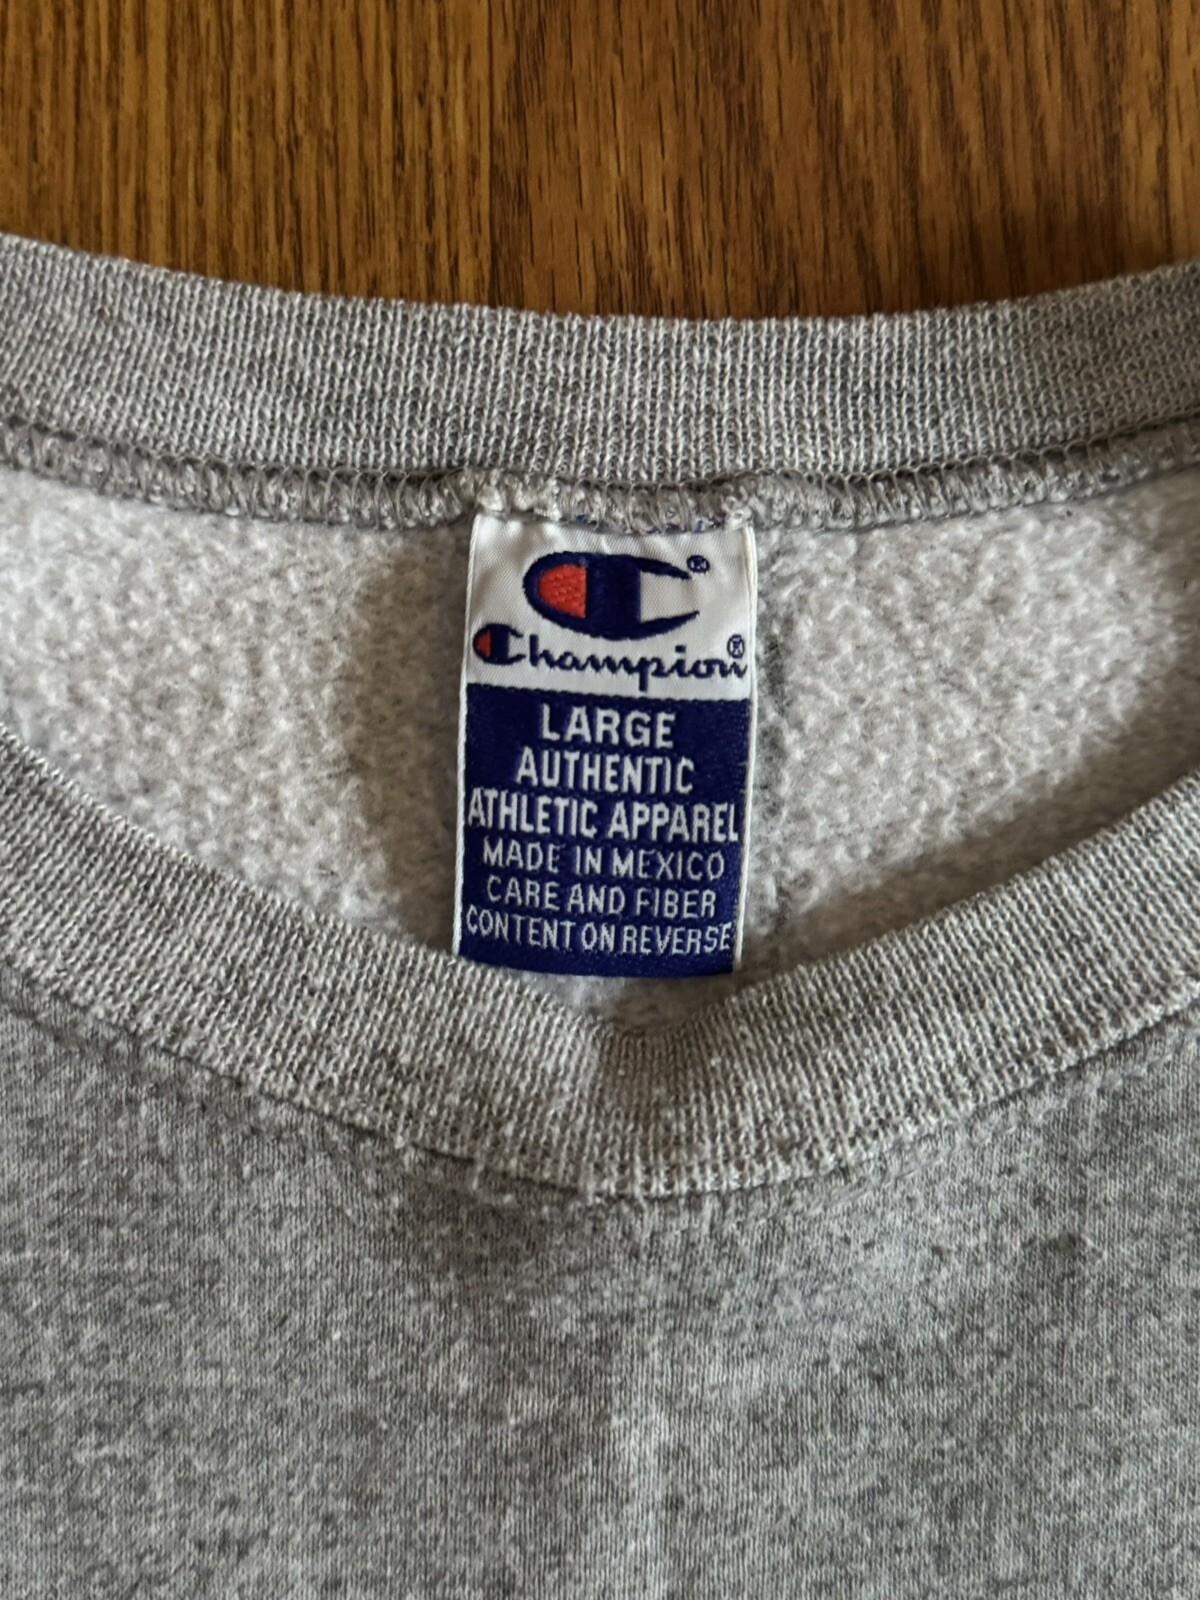 ®
Champion®
LARGE
AUTHENTIC
ATHLETIC APPAREL
MADE IN MEXICO
CARE AND FIBER
CONTENT ON REVERSE